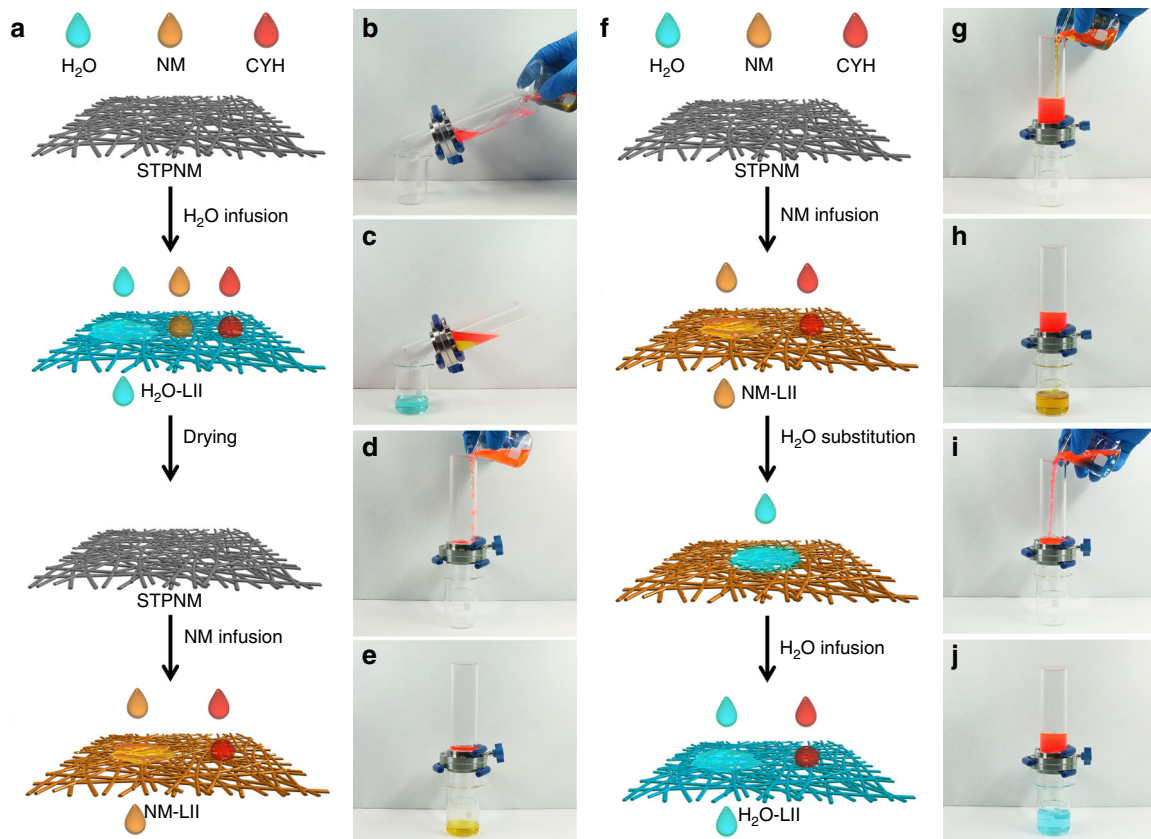 a
H₂O NM CYH
STPNM
H₂O infusion
H₂O-LII
Drying
STPNM
NM infusion
NM-LII
b
c
d
e
f
H₂O NM CYH
STPNM
NM infusion
NM-LII
H₂O substitution
H₂O infusion
H₂O-LII
g
h
i
j